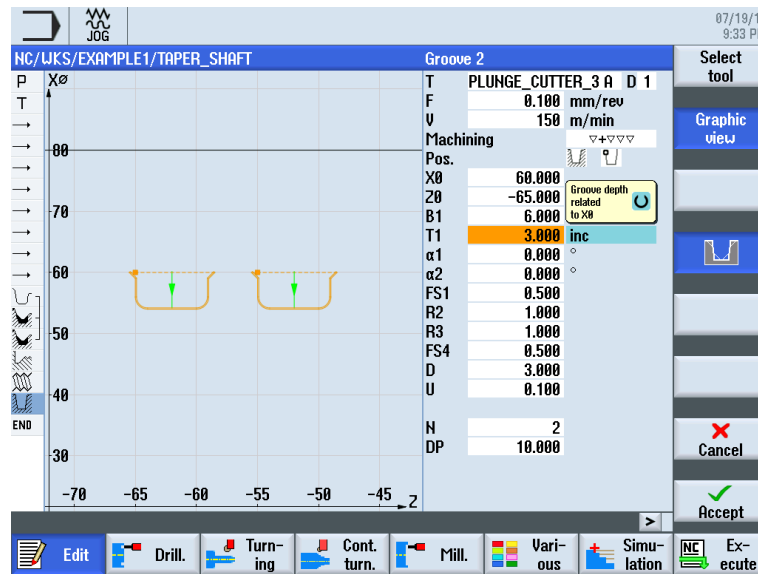 JOG
07/19/1
9:33 P
NC/WKS/EXAMPLE1/TAPER_SHAFT
Groove 2
Select
tool
P
T
END
XØ
80
70
60
50
40
30
-70 -65 -60 -55 -50 -45 Z
T PLUNGE_CUTTER_3 A D 1
F 0.100 mm/rev
V 150 m/min
Machining ▽+▽▽▽
Pos.
X0 60.000
Z0 -65.000
B1 6.000
T1 3.000 inc
α1 0.000 °
α2 0.000 °
FS1 0.500
R2 1.000
R3 1.000
FS4 0.500
D 3.000
U 0.100
N 2
DP 10.000
Groove depth
related
to X0
Graphic
view
Cancel
Accept
>
Edit
Drill.
Turn-
ing
Cont.
turn.
Mill.
Vari-
ous
Simu-
lation
NC
Ex-
ecute